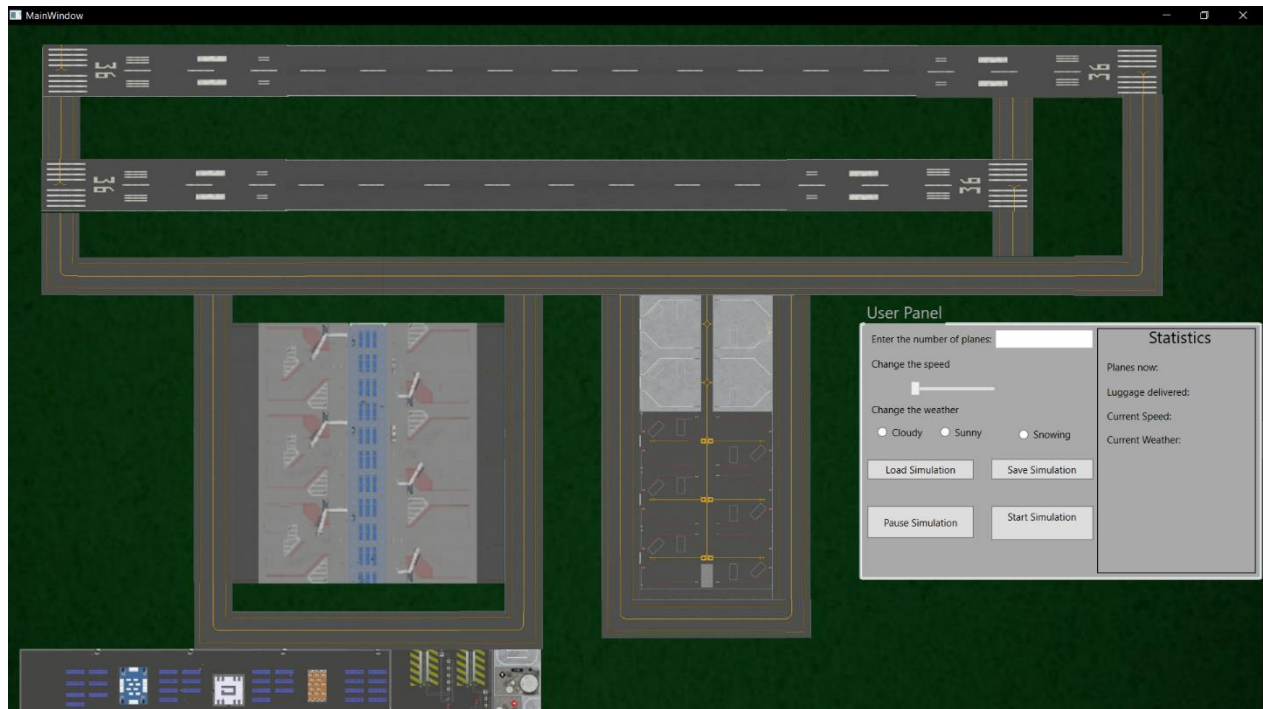 MainWindow
User Panel
Enter the number of planes:
Change the speed
Change the weather
Cloudy
Sunny
Snowing
Load Simulation
Save Simulation
Pause Simulation
Start Simulation
Statistics
Planes now:
Luggage delivered:
Current Speed:
Current Weather: